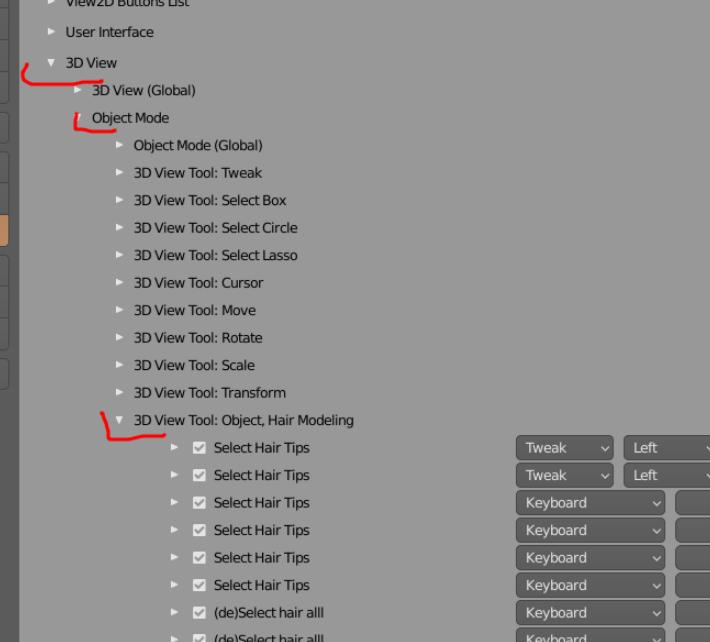 View2D Buttons List
User Interface
3D View
3D View (Global)
Object Mode
Object Mode (Global)
3D View Tool: Tweak
3D View Tool: Select Box
3D View Tool: Select Circle
3D View Tool: Select Lasso
3D View Tool: Cursor
3D View Tool: Move
3D View Tool: Rotate
3D View Tool: Scale
3D View Tool: Transform
3D View Tool: Object, Hair Modeling
Select Hair Tips Tweak Left
Select Hair Tips Tweak Left
Select Hair Tips Keyboard
Select Hair Tips Keyboard
Select Hair Tips Keyboard
Select Hair Tips Keyboard
(de)Select hair alll Keyboard
(de)Select hair alll Keyboard